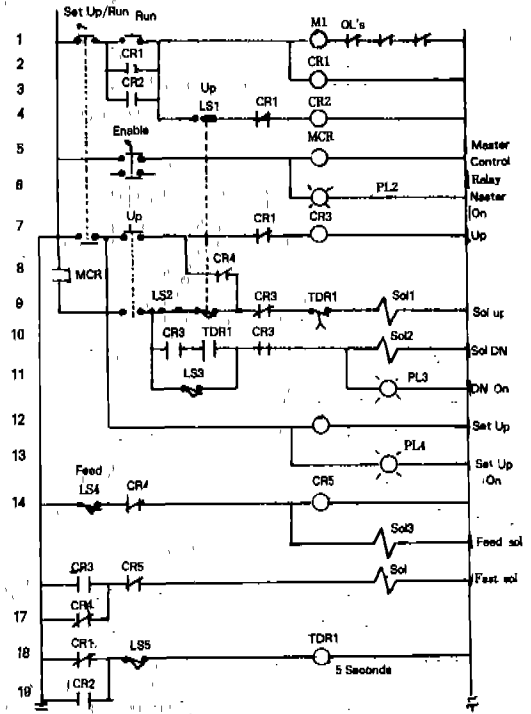 Set Up/Run Run
M1 OL's
1
CR1
2
CR1
3
CR2
Up
4 LS1 CR1 CR2
Enable
MCR
5 Master
Control
Relay
6 PL2 Naster
On
7 Up CR1 CR3 Up
8 CR4
MCR
9 LS2 CR3 TDR1 Sol1 Sol up
10 CR3 TDR1 CR3 Sol2 Sol DN
11 LS3 PL3 DN On
12 Set Up
13 PL4 Set Up
On
Feed
14 LS4 CR4 CR5
Sol3 Feed sol
CR3 CR5 Sol Fast sol
17 CR4
18 CR1 LS5 TDR1
5 Seconds
19 CR2